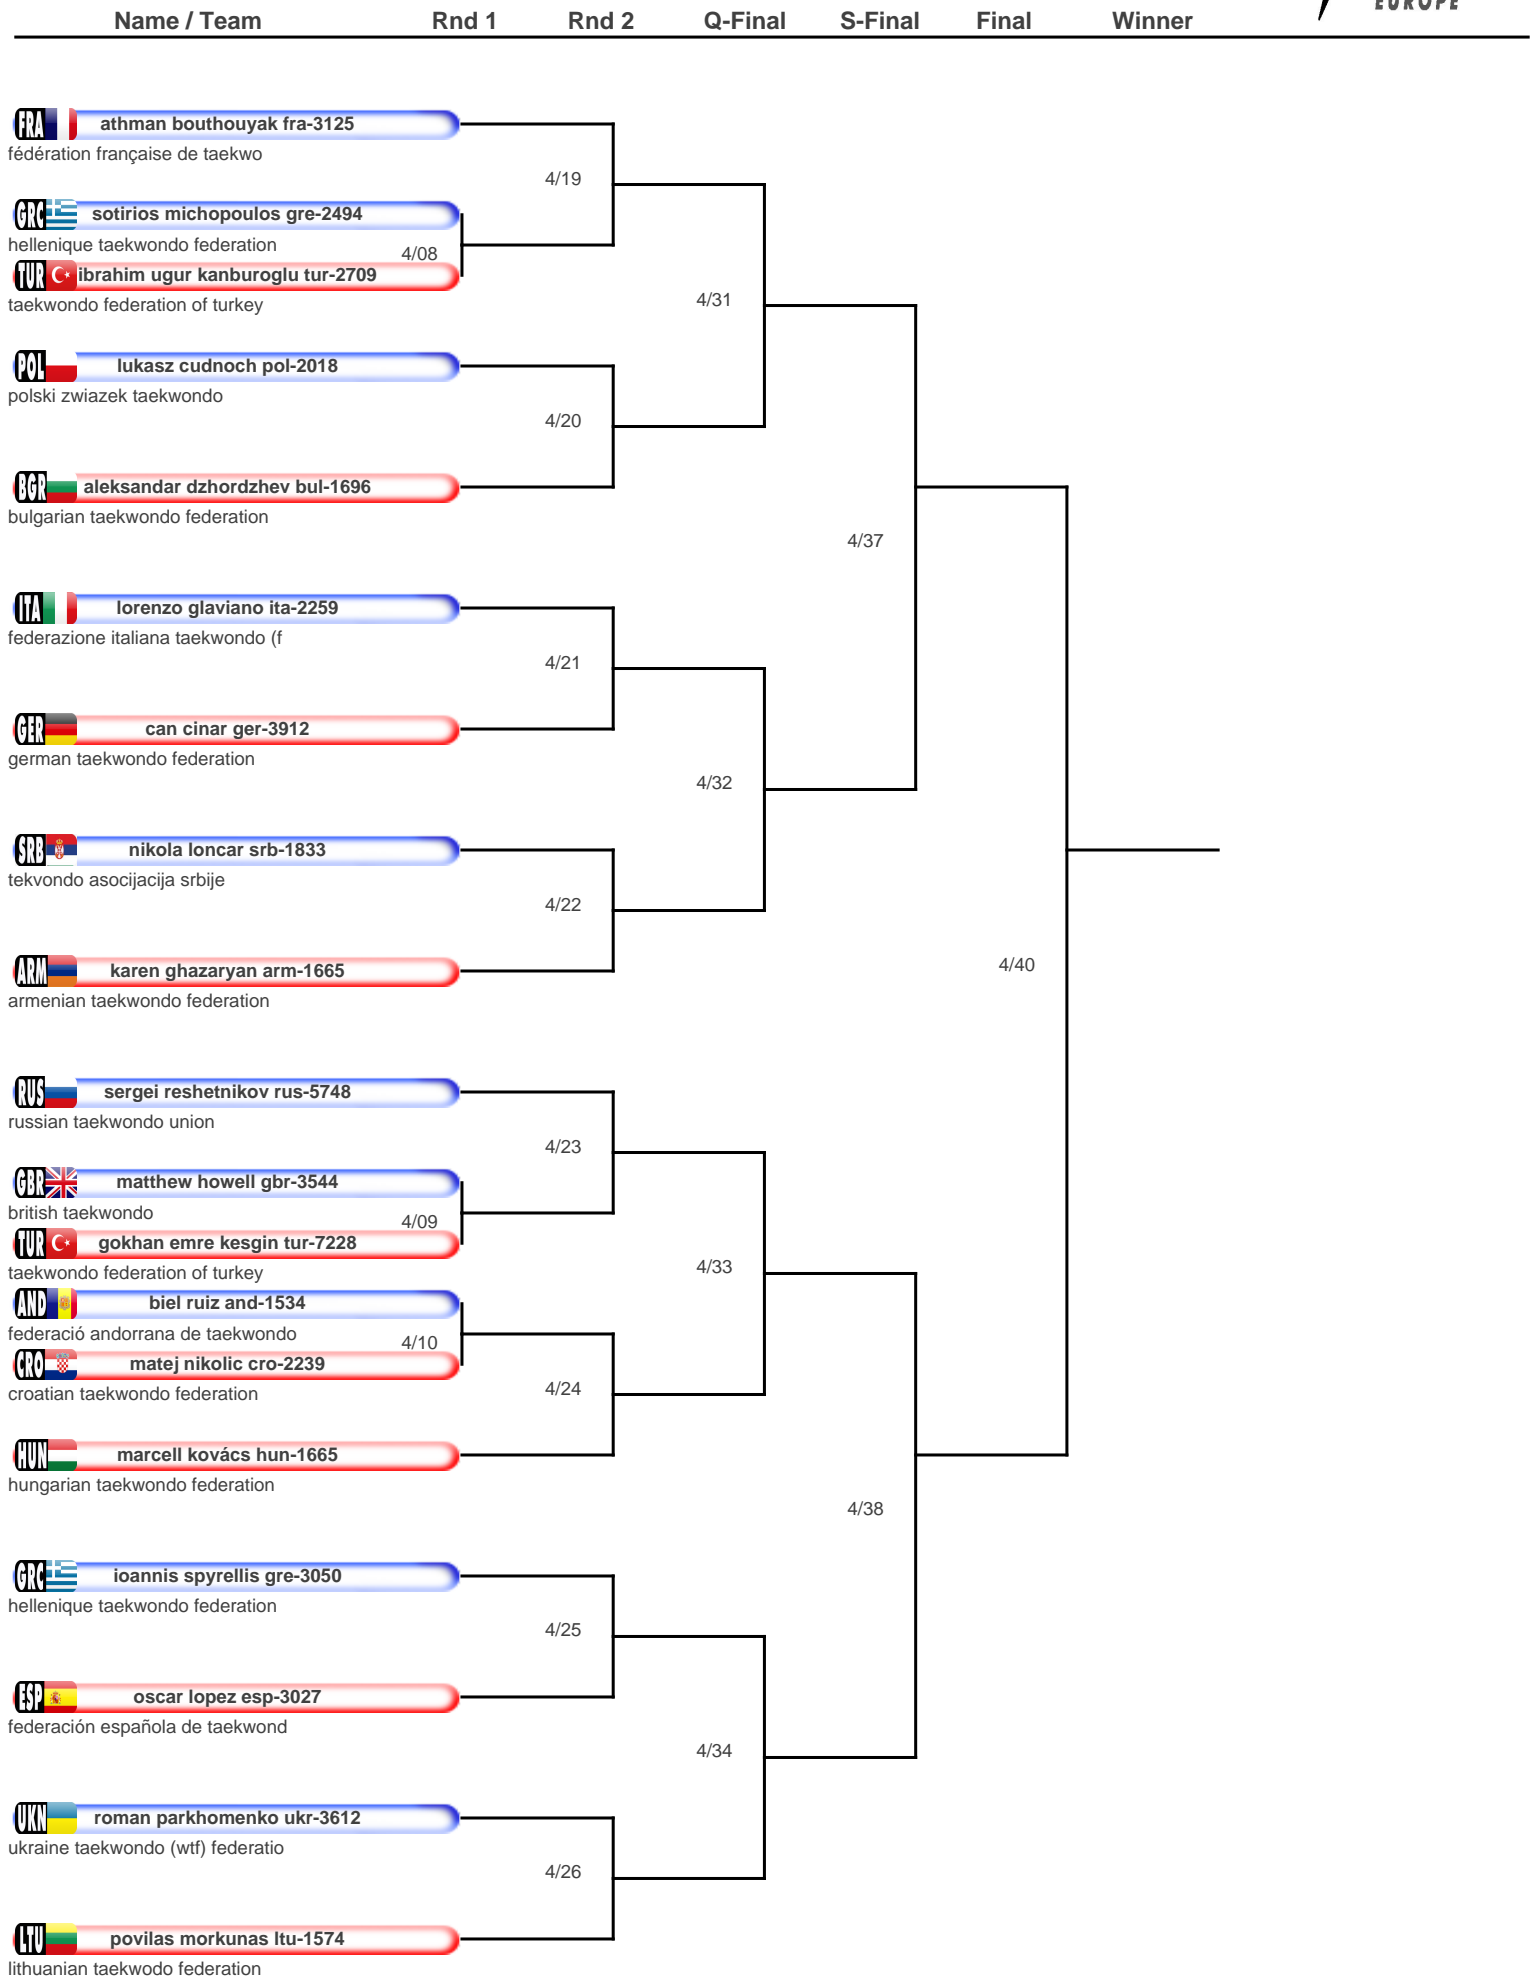 EUROPE
Name / Team Rnd 1 Rnd 2 Q-Final S-Final Final Winner
FRA athman bouthouyak fra-3125
fédération française de taekwo
4/19
GRC sotirios michopoulos gre-2494
hellenique taekwondo federation
4/08
TUR ibrahim ugur kanburoglu tur-2709
taekwondo federation of turkey
4/31
POL lukasz cudnoch pol-2018
polski zwiazek taekwondo
4/20
BGR aleksandar dzhordzhev bul-1696
bulgarian taekwondo federation
4/37
ITA lorenzo glaviano ita-2259
federazione italiana taekwondo (f
4/21
GER can cinar ger-3912
german taekwondo federation
4/32
SRB nikola loncar srb-1833
tekvondo asocijacija srbije
4/22
ARM karen ghazaryan arm-1665
4/40
armenian taekwondo federation
RUS sergei reshetnikov rus-5748
russian taekwondo union
4/23
GBR matthew howell gbr-3544
british taekwondo
4/09
TUR gokhan emre kesgin tur-7228
taekwondo federation of turkey
4/33
AND biel ruiz and-1534
federació andorrana de taekwondo
4/10
CRO matej nikolic cro-2239
croatian taekwondo federation
4/24
HUN marcell kovács hun-1665
hungarian taekwondo federation
4/38
GRC ioannis spyrellis gre-3050
hellenique taekwondo federation
4/25
ESP oscar lopez esp-3027
federación española de taekwond
4/34
UKN roman parkhomenko ukr-3612
ukraine taekwondo (wtf) federatio
4/26
LTU povilas morkunas ltu-1574
lithuanian taekwodo federation